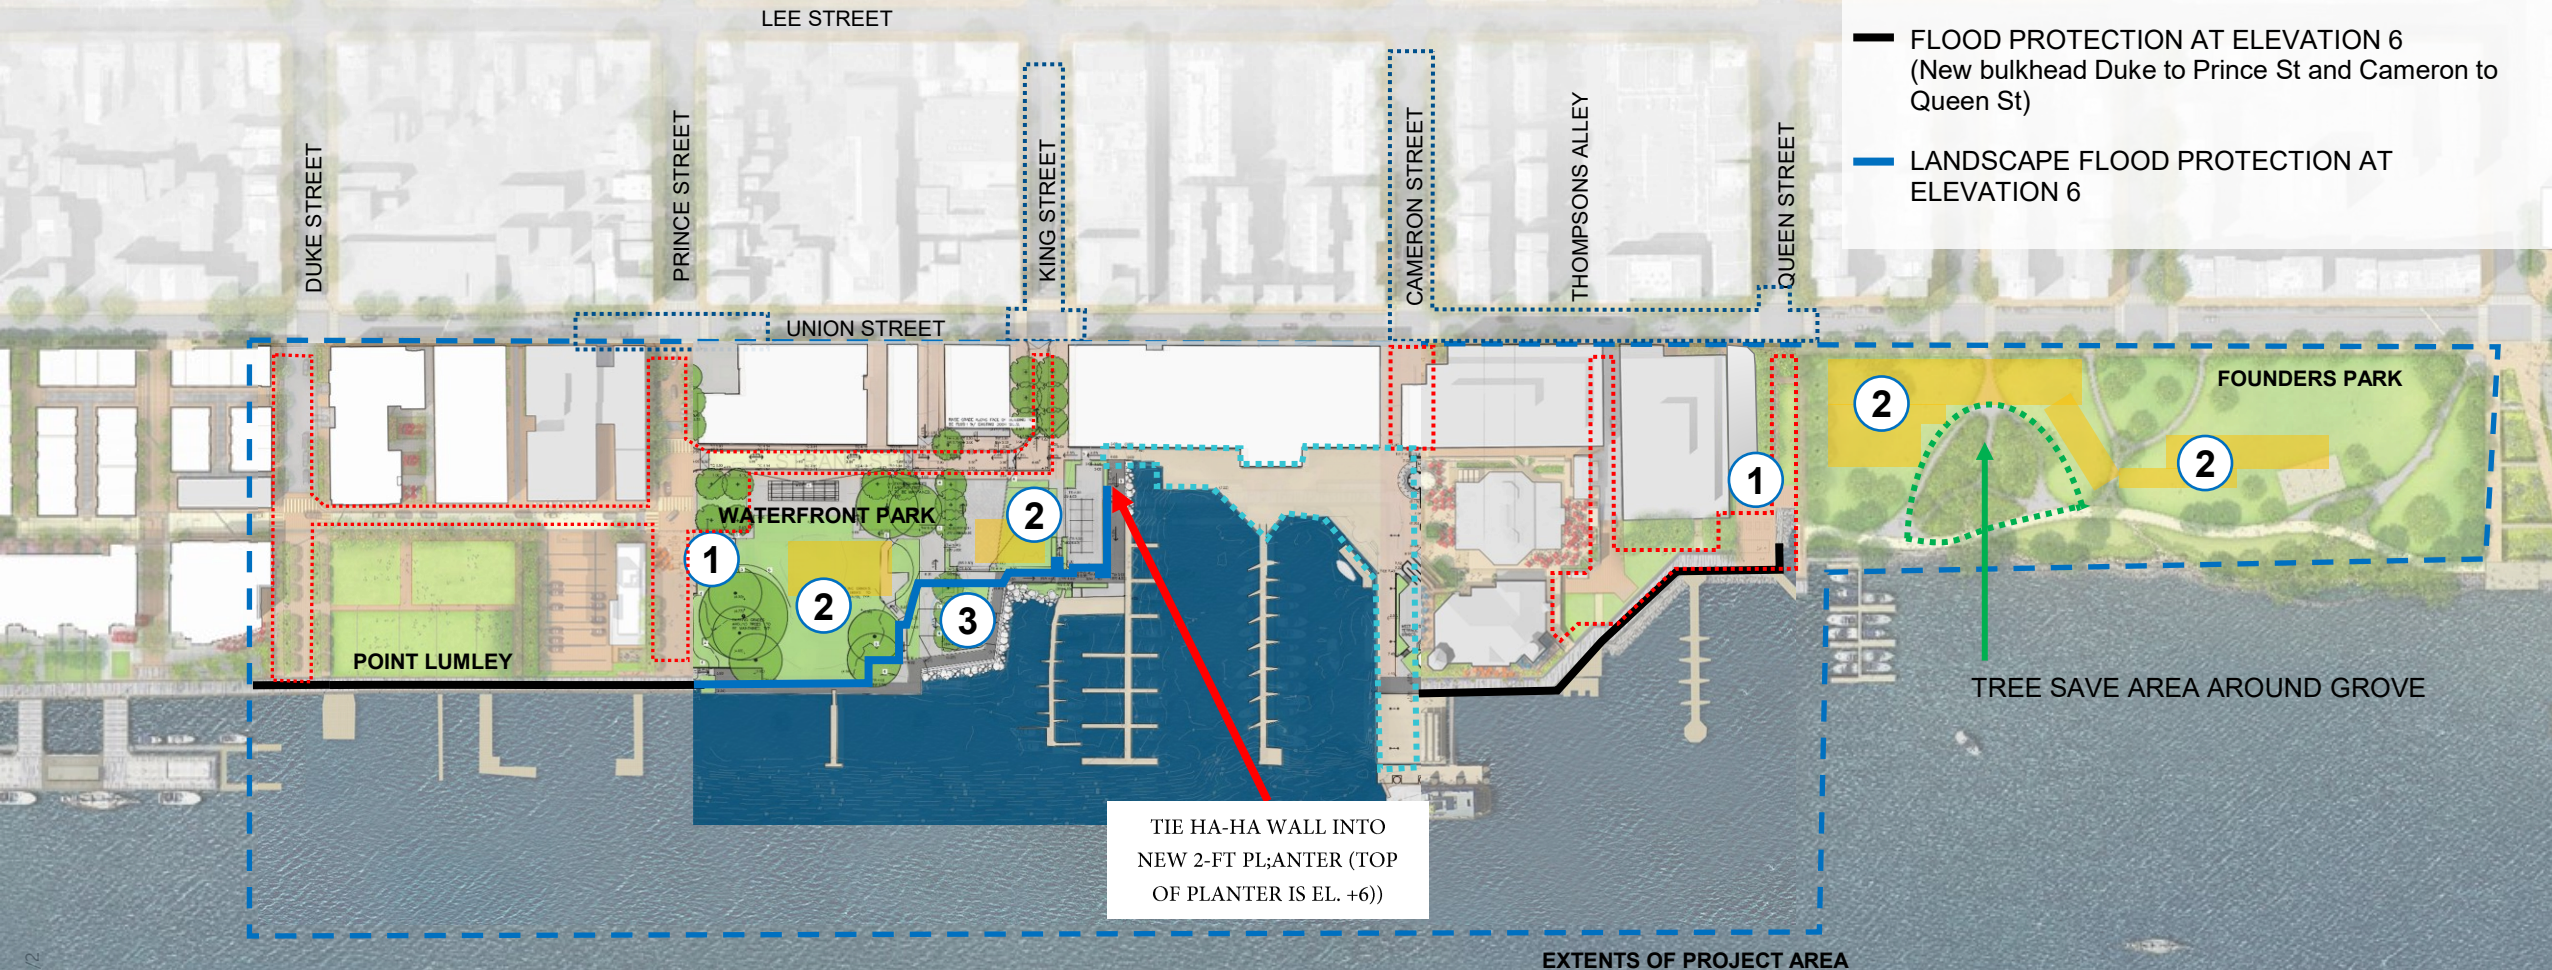 LEE STREET
FLOOD PROTECTION AT ELEVATION 6
(New bulkhead Duke to Prince St and Cameron to
Queen St)
LANDSCAPE FLOOD PROTECTION AT
ELEVATION 6
DUKE STREET
PRINCE STREET
KING STREET
CAMERON STREET
THOMPSONS ALLEY
QUEEN STREET
UNION STREET
FOUNDERS PARK
2
2
1
WATERFRONT PARK
2
1
2
3
POINT LUMLEY
TREE SAVE AREA AROUND GROVE
TIE HA-HA WALL INTO
NEW 2-FT PL;ANTER (TOP
OF PLANTER IS EL. +6))
EXTENTS OF PROJECT AREA
/2